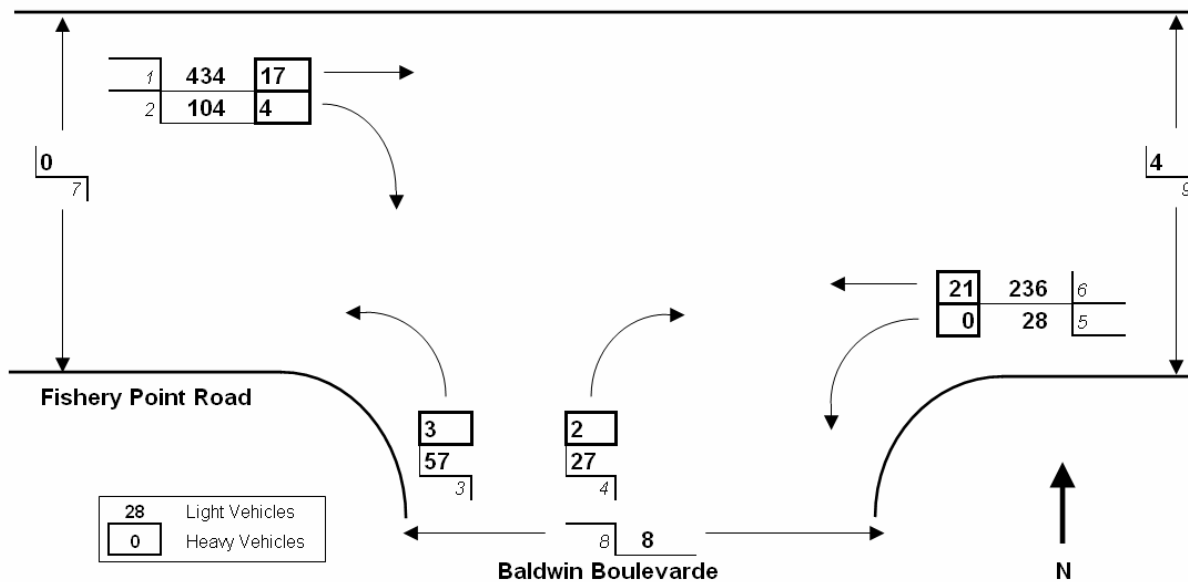 1 434 17
2 104 4
0
7
4
9
21 236 6
0 28 5
Fishery Point Road
3
57
3
2
27
4
28 Light Vehicles
0 Heavy Vehicles
8 8
Baldwin Boulevarde
N